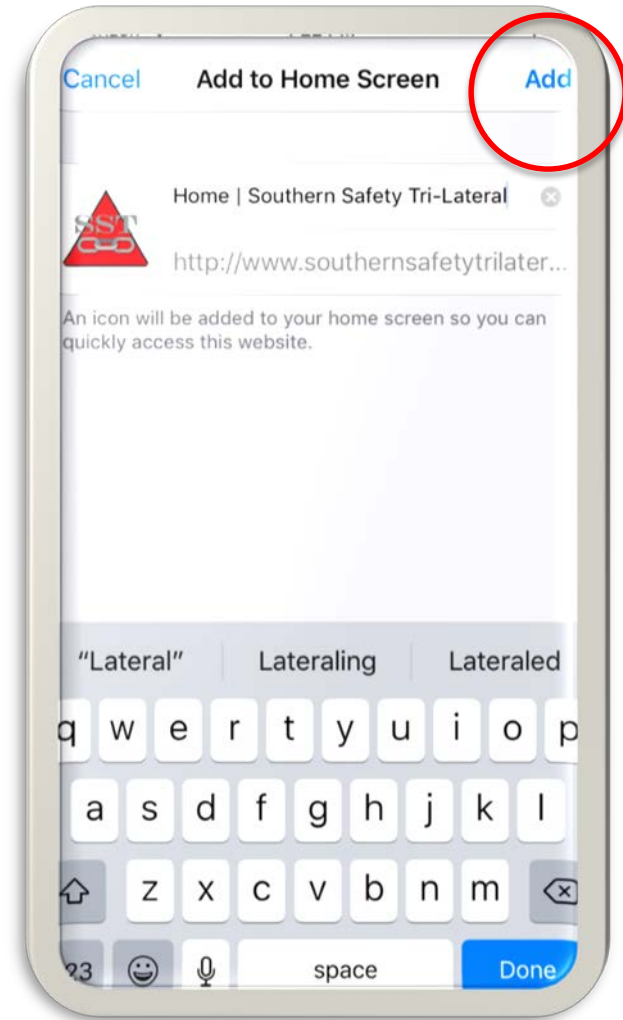 Cancel Add to Home Screen Add
Home | Southern Safety Tri-Lateral
SST
http://www.southernsafetytrilater...
An icon will be added to your home screen so you can
quickly access this website.
"Lateral" Lateraling Lateraled
q w e r t y u i o p
a s d f g h j k l
z x c v b n m
space Done